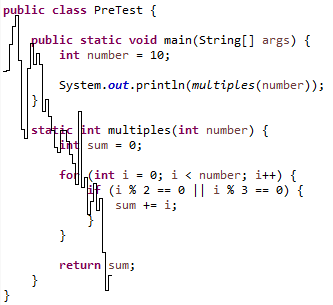 public class PreTest {
public static void main(String[] args) {
int number = 10;
System.out.println(multiples(number));
}
static int multiples(int number) {
int sum = 0;
for (int i = 0; i < number; i++) {
if (i % 2 == 0 || i % 3 == 0) {
sum += i;
}
}
return sum;
}
}